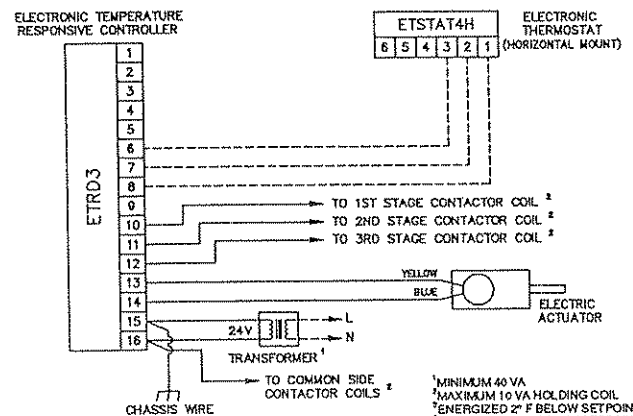 ELECTRONIC TEMPERATURE
RESPONSIVE CONTROLLER
ETSTAT4H
6 5 4 3 2 1
ELECTRONIC
THERMOSTAT
(HORIZONTAL MOUNT)
ETRD3
1
2
3
4
5
6
7
8
9
10
11
12
13
14
15
16
TO 1ST STAGE CONTACTOR COIL ²
TO 2ND STAGE CONTACTOR COIL ²
TO 3RD STAGE CONTACTOR COIL ²
YELLOW
BLUE
ELECTRIC
ACTUATOR
24V
L
N
TRANSFORMER ¹
TO COMMON SIDE
CONTACTOR COILS ²
CHASSIS WIRE
¹MINIMUM 40 VA
²MAXIMUM 10 VA HOLDING COIL
ENERGIZED 2° F BELOW SETPOIN